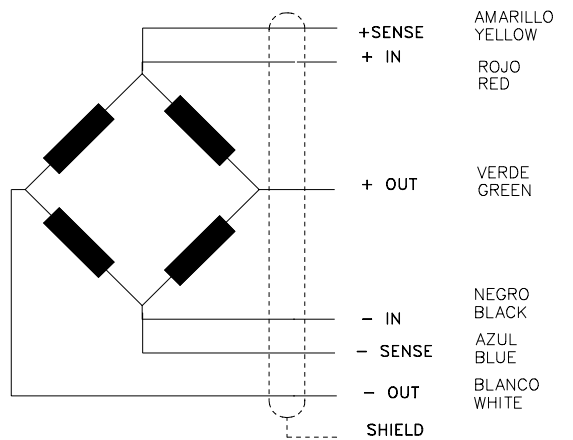 +SENSE AMARILLO
YELLOW
+ IN ROJO
RED
+ OUT VERDE
GREEN
- IN NEGRO
BLACK
- SENSE AZUL
BLUE
- OUT BLANCO
WHITE
SHIELD